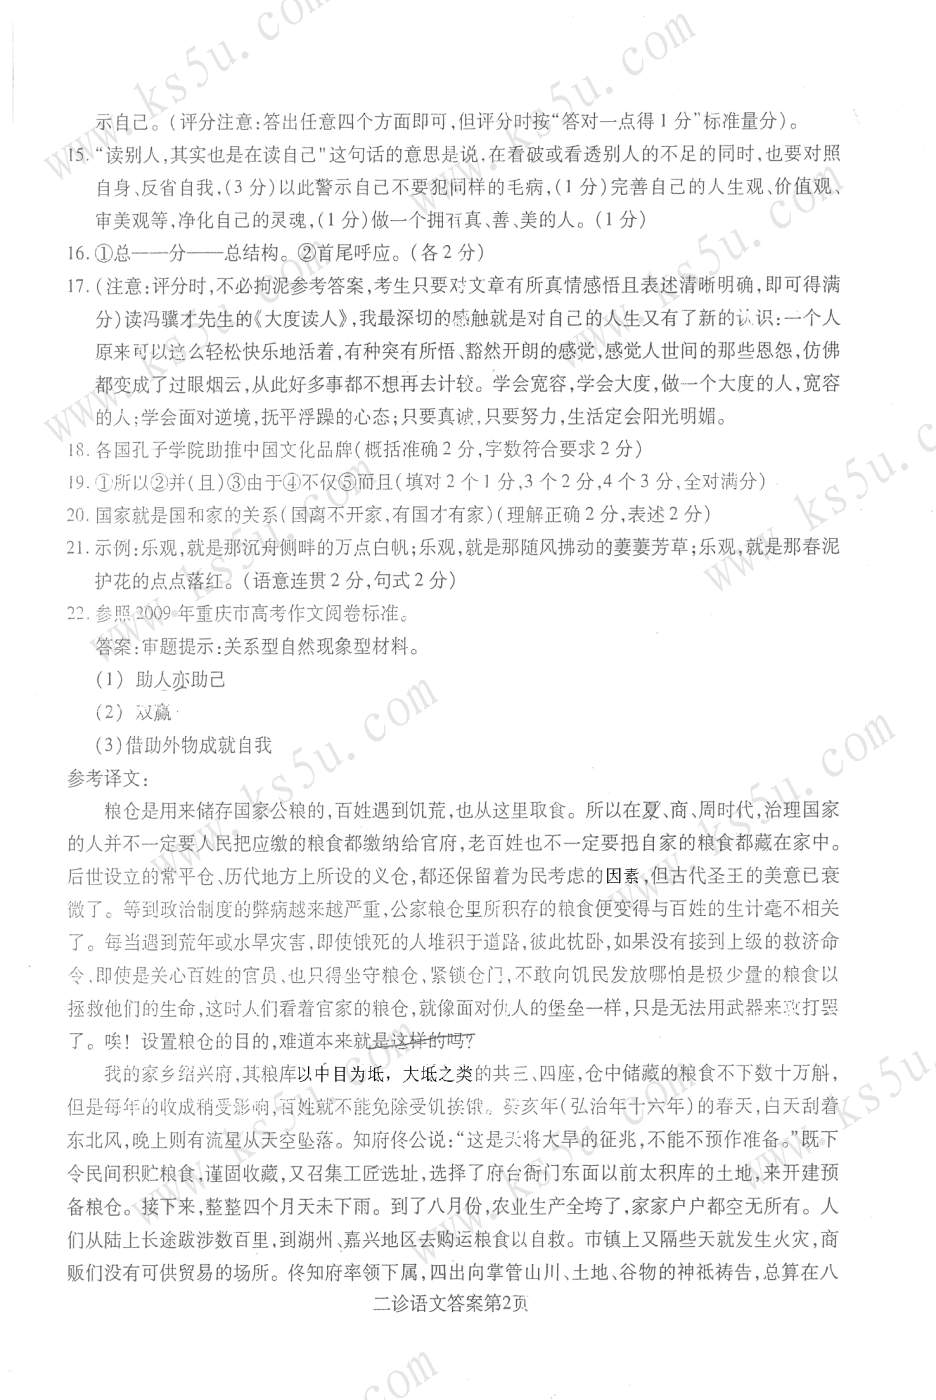 示自己。(评分注意:答出任意四个方面即可,但评分时按“答对一点得1分”标准量分)。
15.“读别人,其实也是在读自己"这句话的意思是说,在看破或看透别人的不足的同时,也要对照
自身、反省自我,(3分)以此警示自己不要犯同样的毛病,(1分)完善自己的人生观、价值观、
审美观等,净化自己的灵魂,(1分)做一个拥有真、善、美的人。(1分)
16.①总——分——总结构。②首尾呼应。(各2分)
17.(注意:评分时,不必拘泥参考答案,考生只要对文章有所真情感悟且表述清晰明确,即可得满
分)读冯骥才先生的《大度读人》,我最深切的感触就是对自己的人生又有了新的认识:一个人
原来可以这么轻松快乐地活着,有种突有所悟、豁然开朗的感觉,感觉人世间的那些恩怨,仿佛
都变成了过眼烟云,从此好多事都不想再去计较。学会宽容,学会大度,做一个大度的人,宽容
的人;学会面对逆境,抚平浮躁的心态;只要真诚,只要努力,生活定会阳光明媚。
18.各国孔子学院助推中国文化品牌(概括准确2分,字数符合要求2分)
19.①所以②并(且)③由于④不仅⑤而且(填对2个1分,3个2分,4个3分,全对满分)
20.国家就是国和家的关系(国离不开家,有国才有家)(理解正确2分,表述2分)
21.示例:乐观,就是那沉舟侧畔的万点白帆;乐观,就是那随风拂动的萋萋芳草;乐观,就是那春泥
护花的点点落红。(语意连贯2分,句式2分)
22.参照2009年重庆市高考作文阅卷标准。
答案:审题提示:关系型自然现象型材料。
(1) 助人亦助己
(2) 双赢
(3)借助外物成就自我
参考译文:
粮仓是用来储存国家公粮的,百姓遇到饥荒,也从这里取食。所以在夏、商、周时代,治理国家
的人并不一定要人民把应缴的粮食都缴纳给官府,老百姓也不一定要把自家的粮食都藏在家中。
后世设立的常平仓、历代地方上所设的义仓,都还保留着为民考虑的因素,但古代圣王的美意已衰
微了。等到政治制度的弊病越来越严重,公家粮仓里所积存的粮食便变得与百姓的生计毫不相关
了。每当遇到荒年或水旱灾害,即使饿死的人堆积于道路,彼此枕卧,如果没有接到上级的救济命
令,即使是关心百姓的官员,也只得坐守粮仓,紧锁仓门,不敢向饥民发放哪怕是极少量的粮食以
拯救他们的生命,这时人们看着官家的粮仓,就像面对仇人的堡垒一样,只是无法用武器来攻打罢
了。唉!设置粮仓的目的,难道本来就是这样的吗?
我的家乡绍兴府,其粮库以中目为坻,大坻之类的共三、四座,仓中储藏的粮食不下数十万斛,
但是每年的收成稍受影响,百姓就不能免除受饥挨饿。癸亥年(弘治年十六年)的春天,白天刮着
东北风,晚上则有流星从天空坠落。知府佟公说:“这是天将大旱的征兆,不能不预作准备。”既下
令民间积贮粮食,谨固收藏,又召集工匠选址,选择了府台衙门东面以前太积库的土地,来开建预
备粮仓。接下来,整整四个月天未下雨。到了八月份,农业生产全垮了,家家户户都空无所有。人
们从陆上长途跋涉数百里,到湖州、嘉兴地区去购运粮食以自救。市镇上又隔些天就发生火灾,商
贩们没有可供贸易的场所。佟知府率领下属,四出向掌管山川、土地、谷物的神祇祷告,总算在八
二诊语文答案第2页
www.ks5u.com
www.ks5u.com
www.ks5u.com
www.ks5u.com
www.ks5u.com
www.ks5u.com
www.ks5u.com